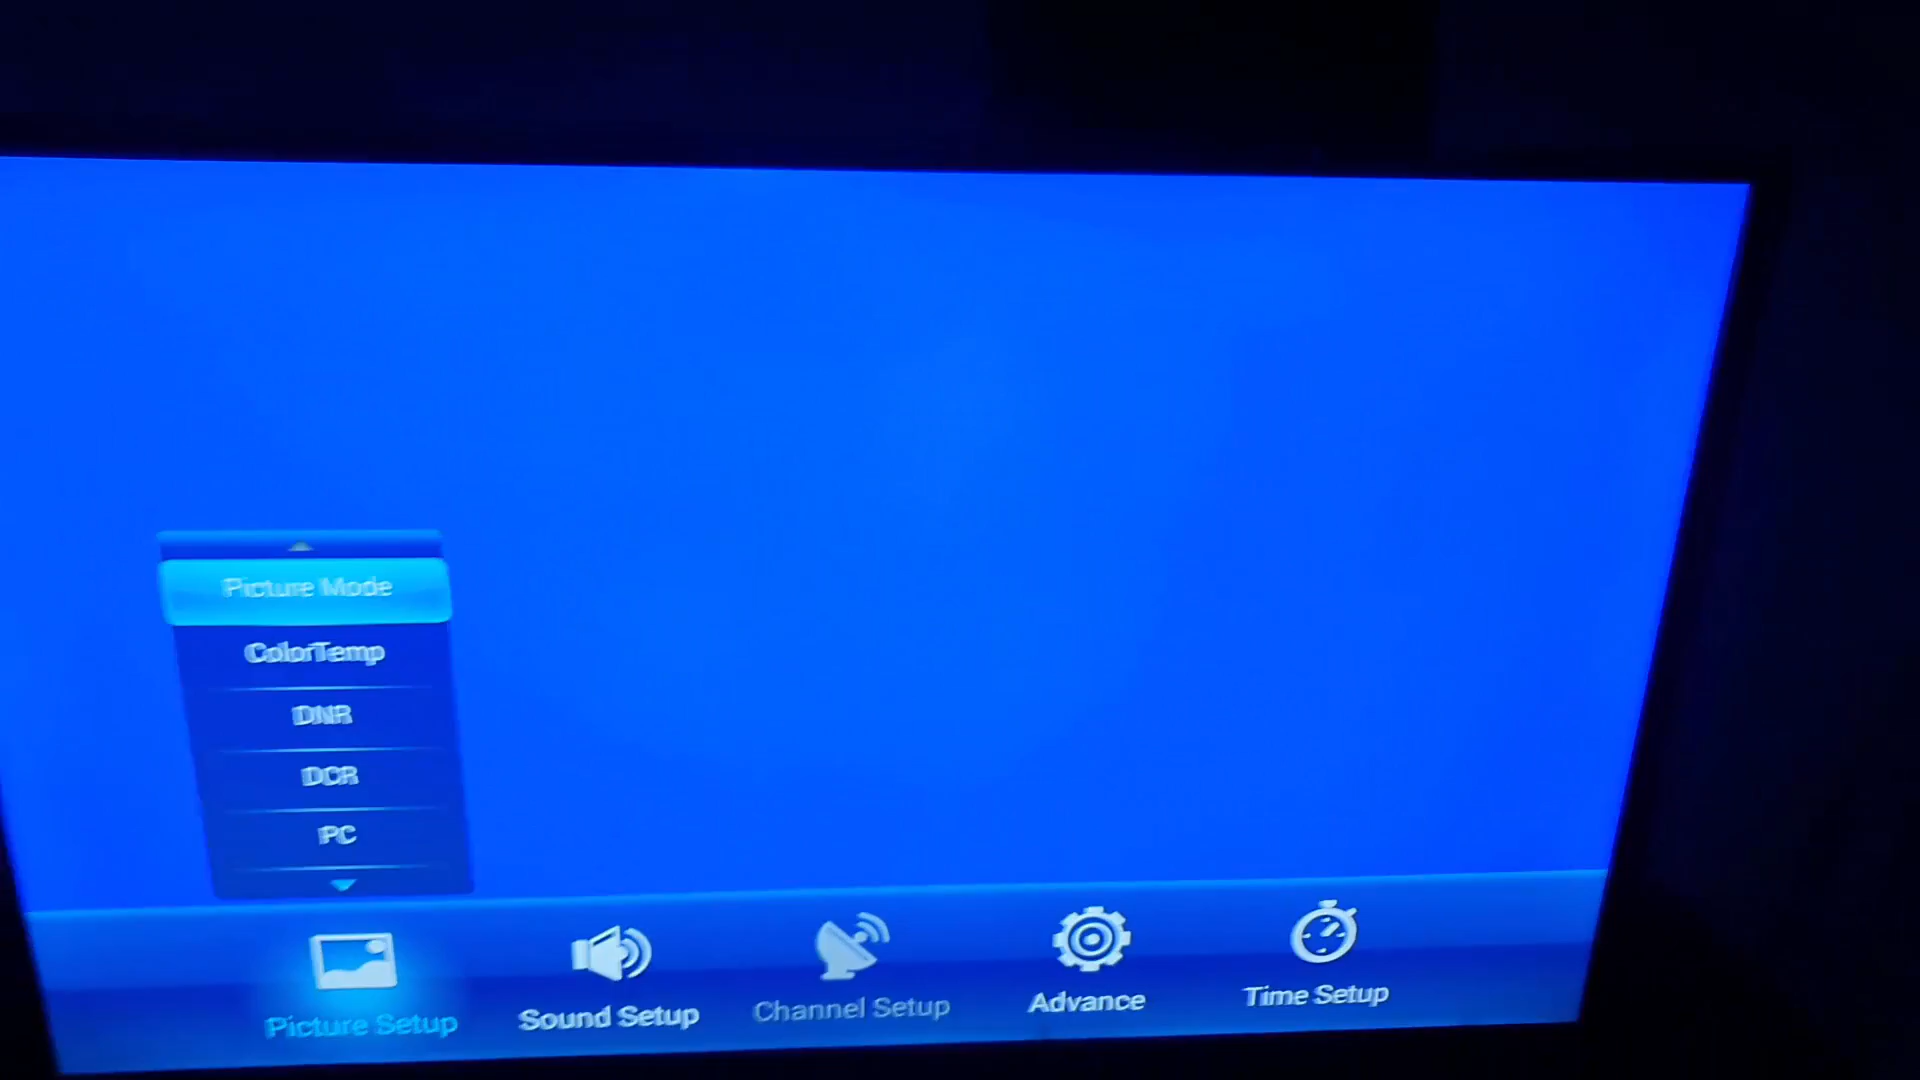 Picture Mode
ColorTemp
DNR
DCR
PC
Picture Setup
Sound Setup
Channel Setup
Advance
Time Setup